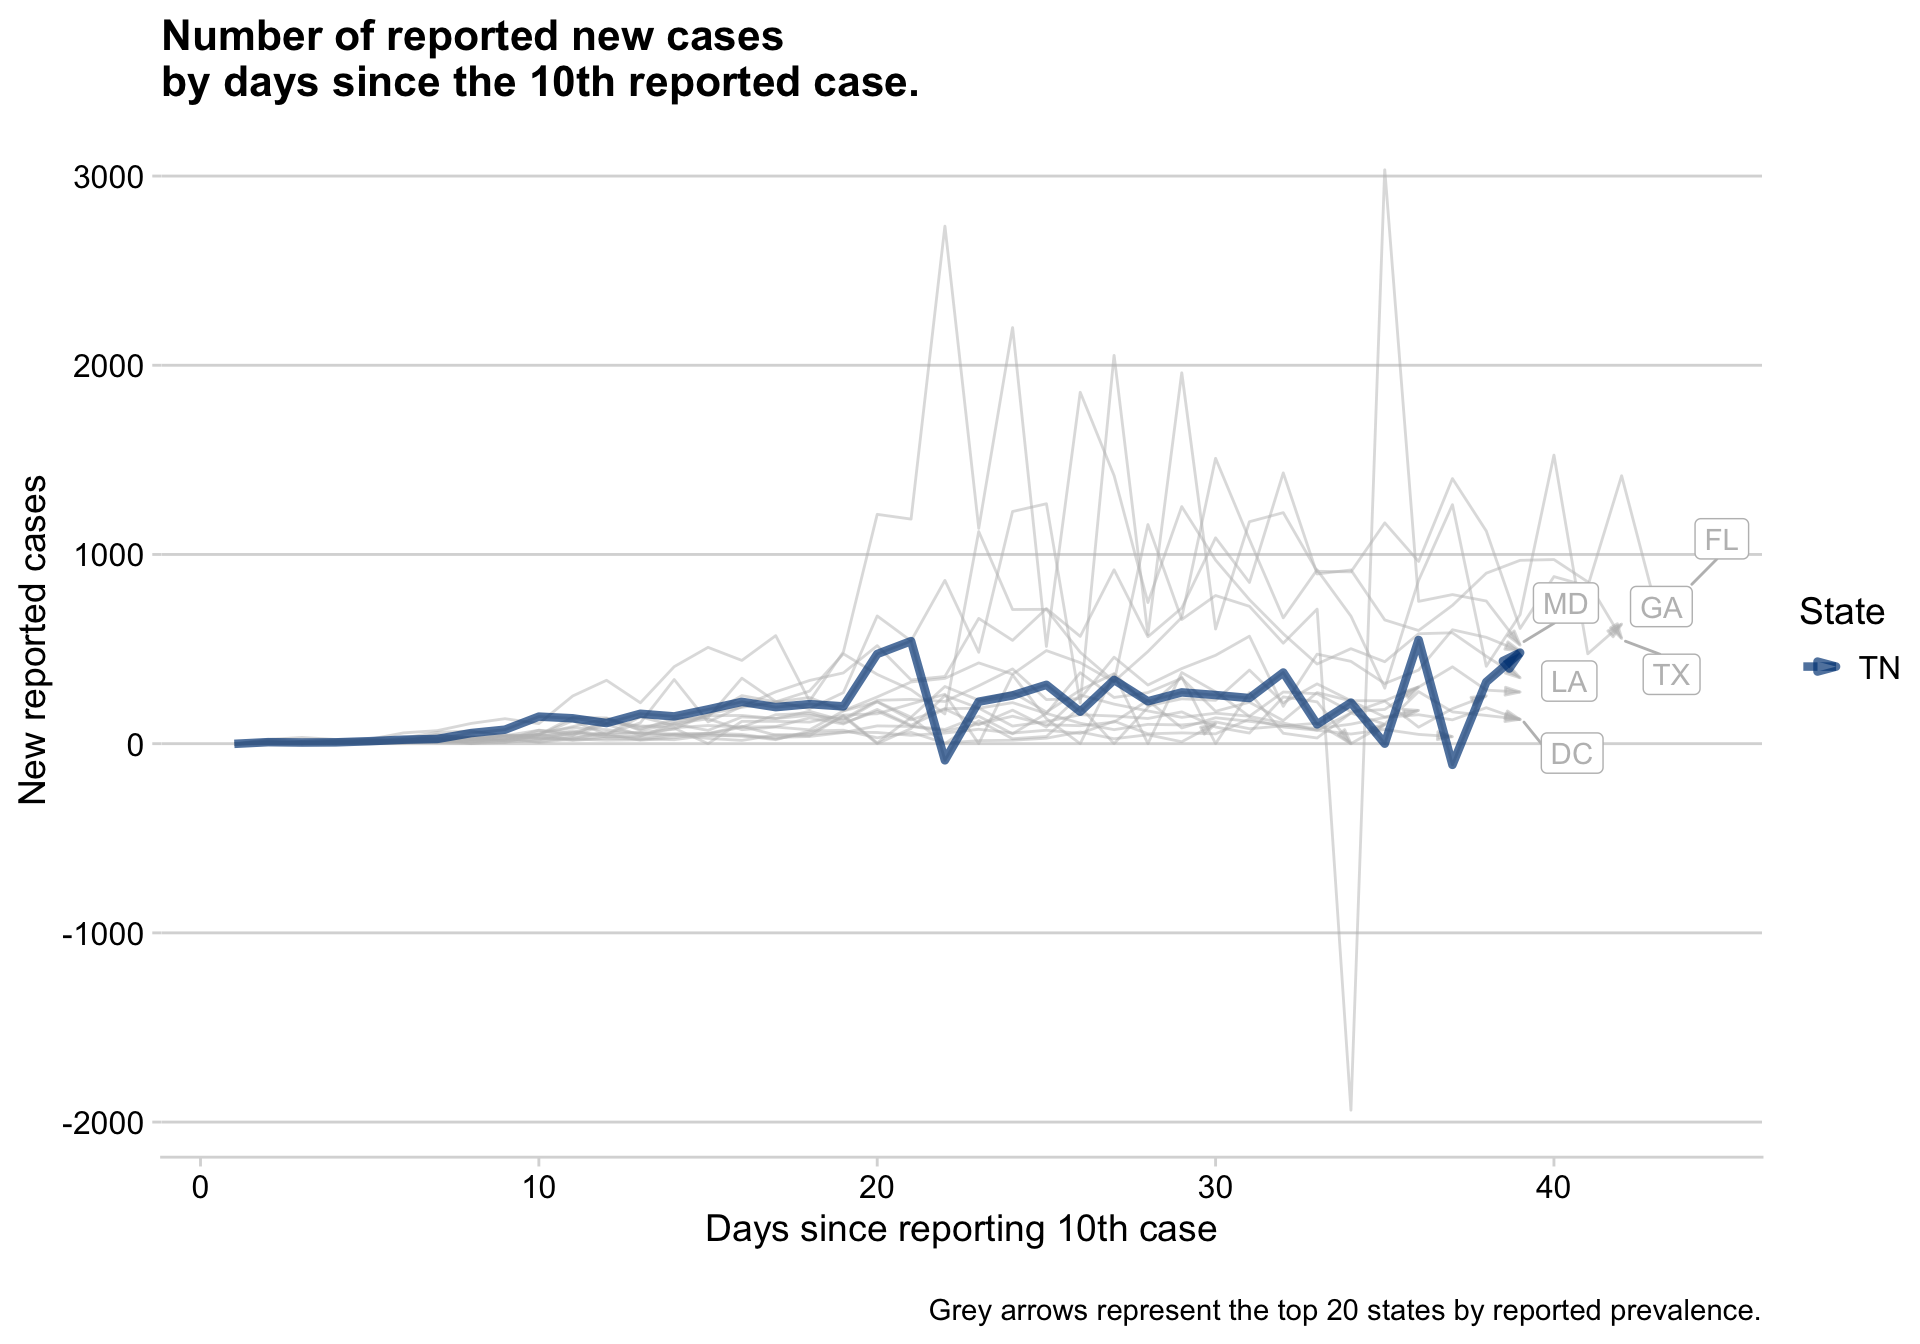 Number of reported new cases
by days since the 10th reported case.
New reported cases
3000
2000
1000
0
-1000
-2000
0
10
20
30
40
Days since reporting 10th case
FL
MD
GA
LA
TX
DC
State
TN
Grey arrows represent the top 20 states by reported prevalence.